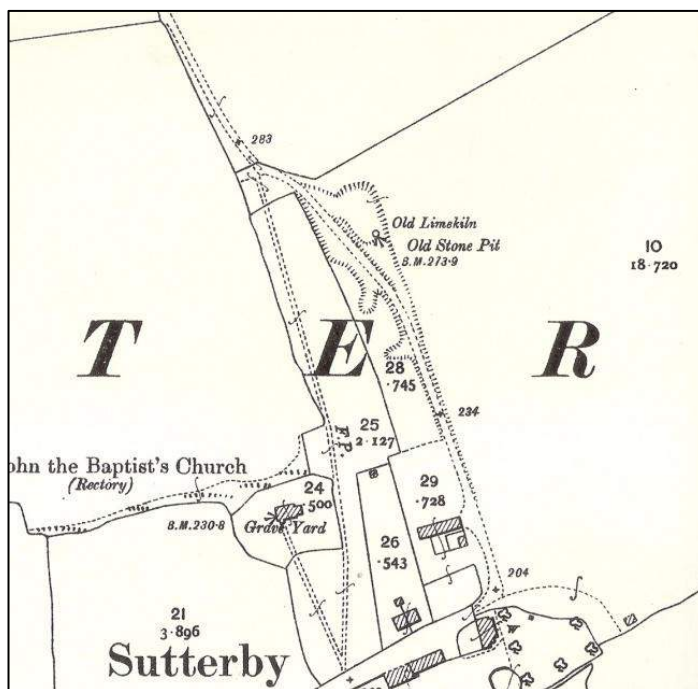 283
Old Limekiln
Old Stone Pit
B.M.273·9
10
18·720
T E R
28
·745
234
25
2·127
F.P.
ohn the Baptist's Church
(Rectory)
24
·500
29
·728
B.M.230·8
Grave Yard
26
·543
204
21
3·896
Sutterby